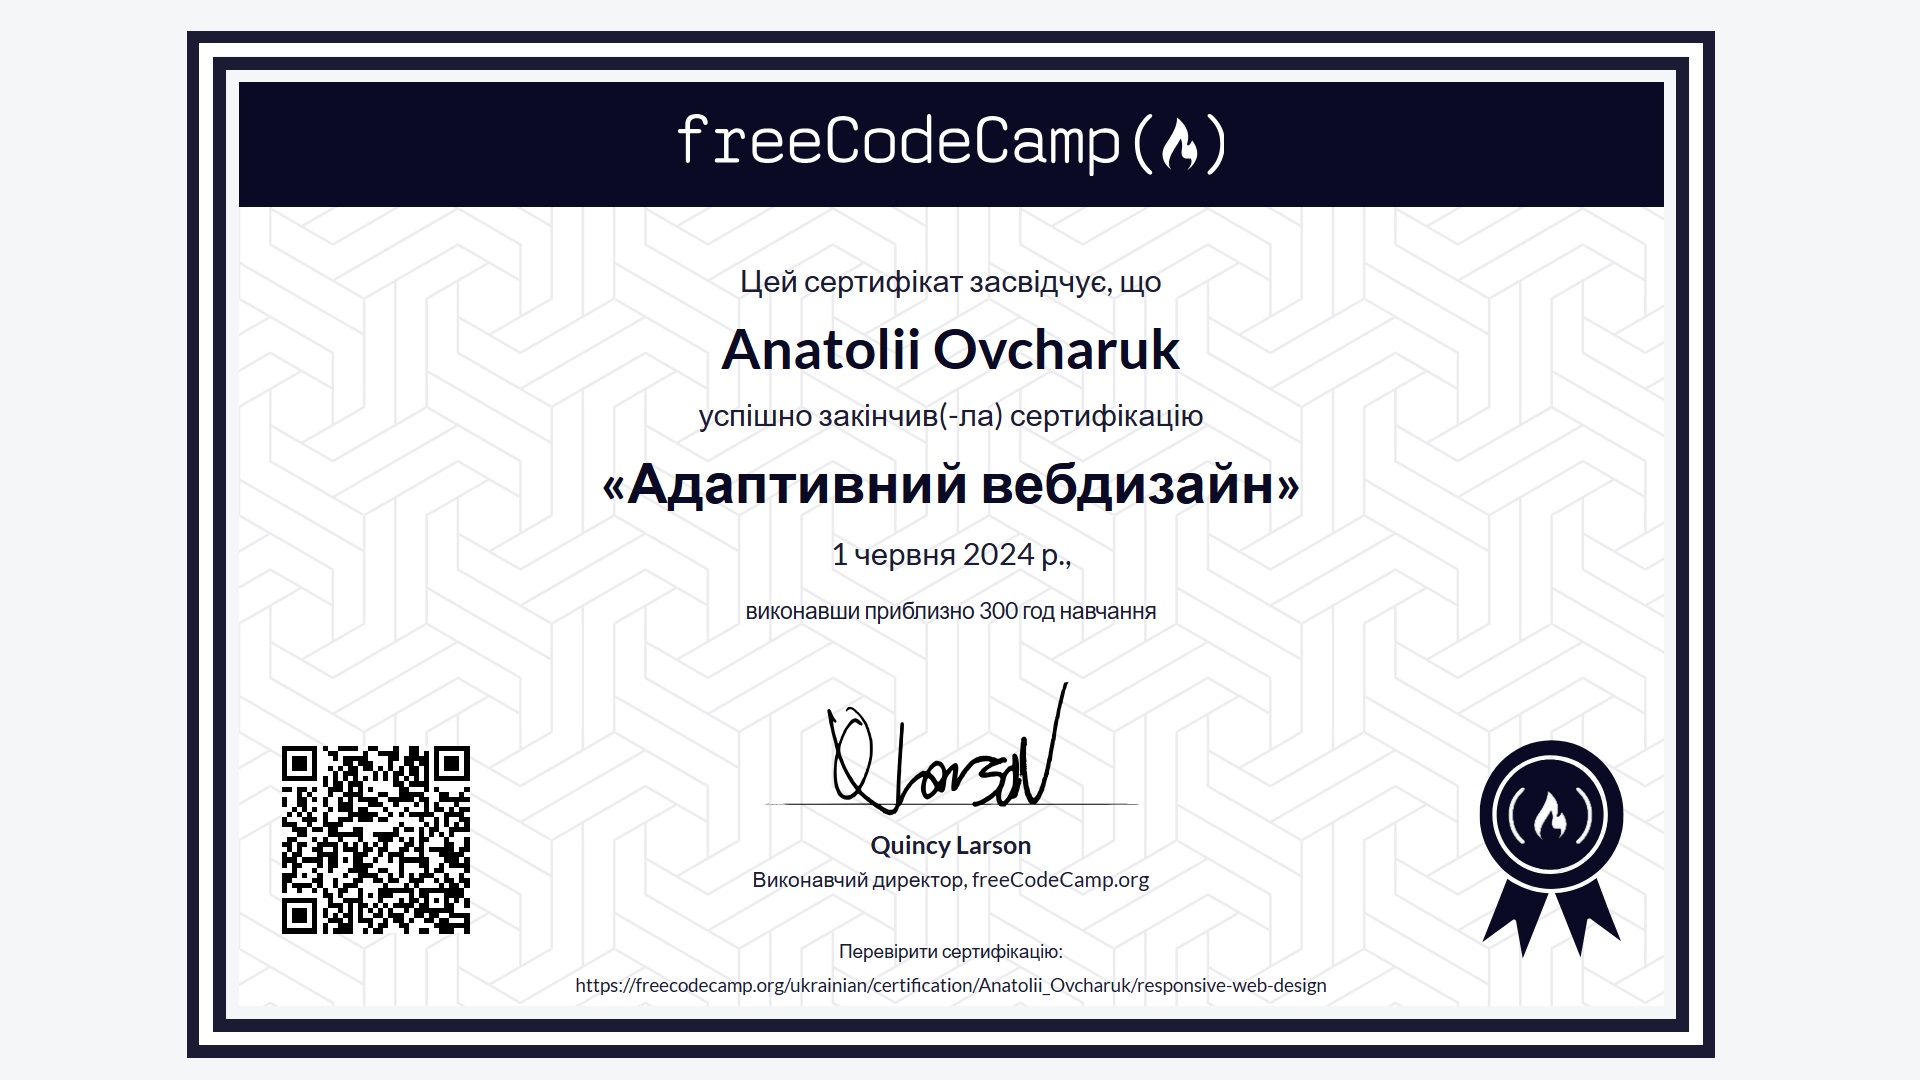 freeCodeCamp
Цей сертифікат засвідчує, що
Anatolii Ovcharuk
успішно закінчив(-ла) сертифікацію
«Адаптивний вебдизайн»
1 червня 2024 р.,
виконавши приблизно 300 год навчання
Quincy Larson
Виконавчий директор, freeCodeCamp.org
Перевірити сертифікацію:
https://freecodecamp.org/ukrainian/certification/Anatolii_Ovcharuk/responsive-web-design